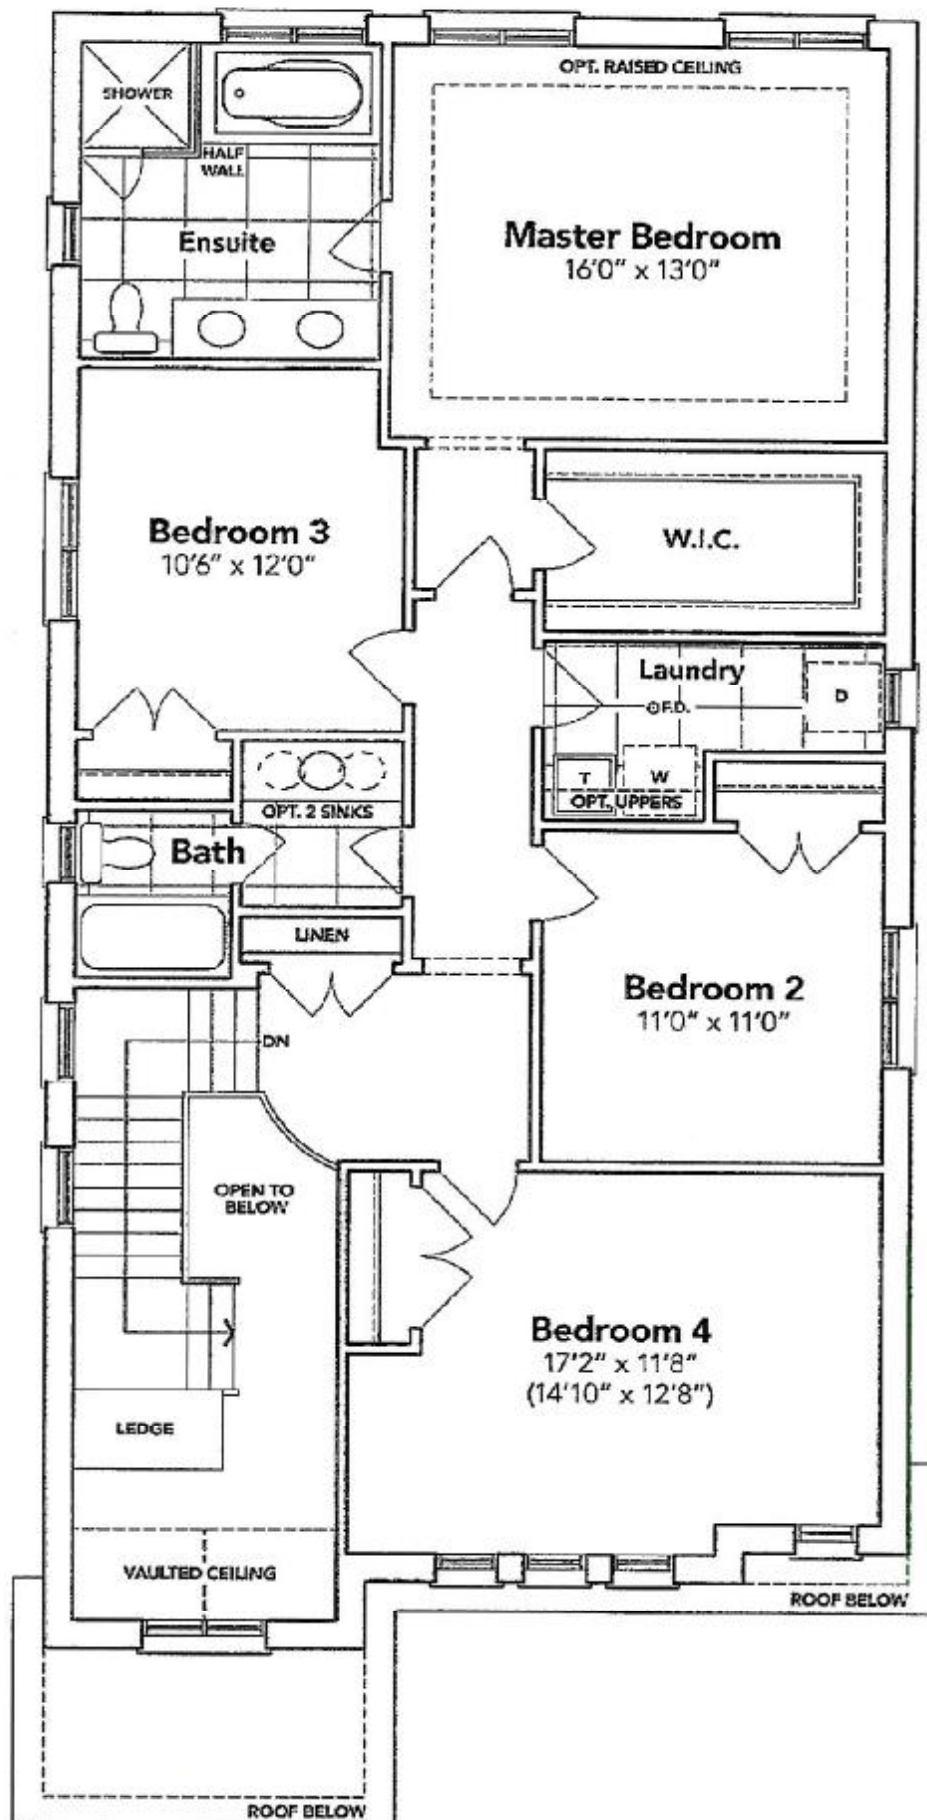 OPT. RAISED CEILING
SHOWER
HALF
WALL
Ensuite
Master Bedroom
16'0" x 13'0"
Bedroom 3
10'6" x 12'0"
W.I.C.
Laundry
F.D.
D
T
W
OPT. UPPERS
OPT. 2 SINKS
Bath
LINEN
Bedroom 2
11'0" x 11'0"
DN
OPEN TO
BELOW
Bedroom 4
17'2" x 11'8"
(14'10" x 12'8")
LEDGE
VAULTED CEILING
ROOF BELOW
ROOF BELOW